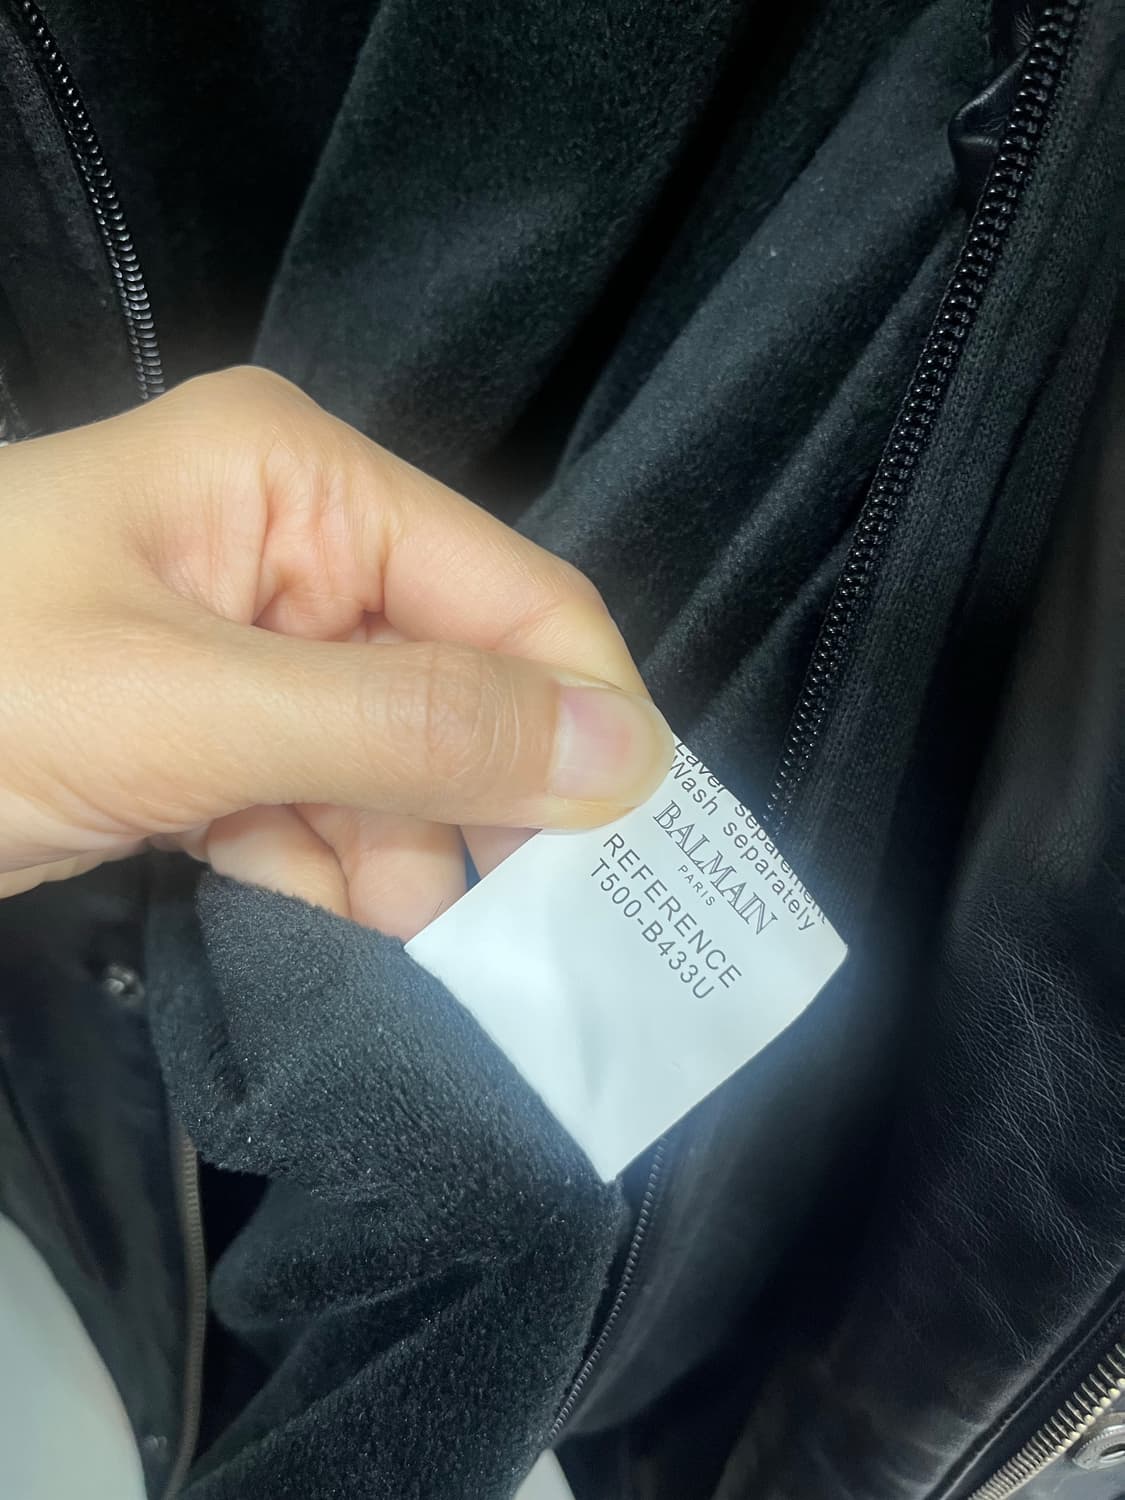 Laver séparément
Wash separately
BALMAIN
PARIS
REFERENCE
T500-B433U